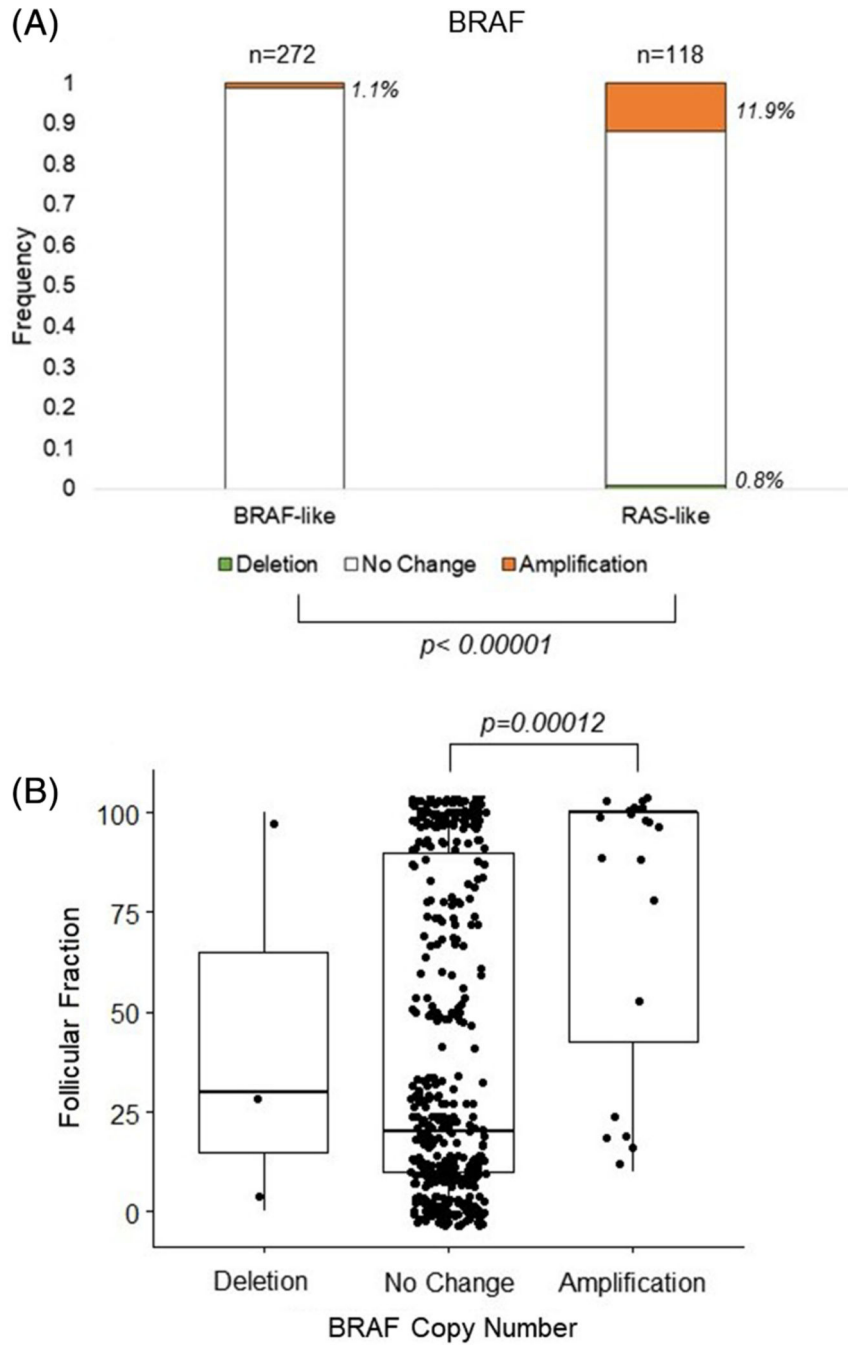 (A)
BRAF
n=272
n=118
1
0.9
0.8
0.7
0.6
0.5
0.4
0.3
0.2
0.1
0
Frequency
1.1%
11.9%
0.8%
BRAF-like
RAS-like
Deletion No Change Amplification
p< 0.00001
p=0.00012
(B)
100
75
50
25
0
Follicular Fraction
Deletion No Change Amplification
BRAF Copy Number